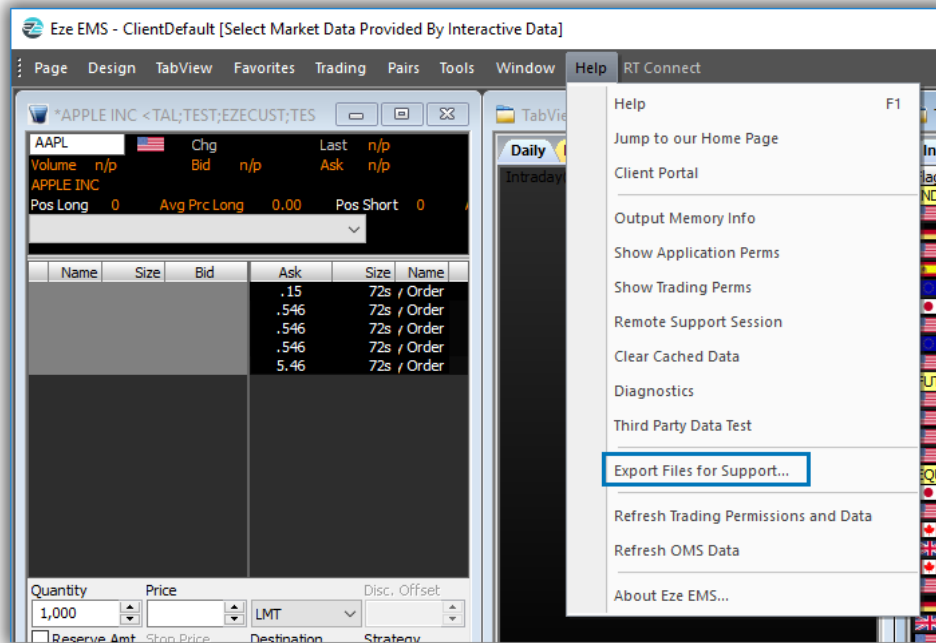 Eze EMS - ClientDefault [Select Market Data Provided By Interactive Data]
Page Design TabView Favorites Trading Pairs Tools Window Help RT Connect
*APPLE INC <TAL;TEST;EZECUST;TES
AAPL Chg Last n/p
Volume n/p Bid n/p Ask n/p
APPLE INC
Pos Long 0 Avg Prc Long 0.00 Pos Short 0
Name Size Bid Ask Size Name
.15 72s y Order
.546 72s y Order
.546 72s y Order
.546 72s y Order
5.46 72s y Order
Quantity Price Disc. Offset
1,000 LMT
Reserve Amt Stop Price Destination Strategy
Daily
Intraday
Help F1
Jump to our Home Page
Client Portal
Output Memory Info
Show Application Perms
Show Trading Perms
Remote Support Session
Clear Cached Data
Diagnostics
Third Party Data Test
Export Files for Support...
Refresh Trading Permissions and Data
Refresh OMS Data
About Eze EMS...